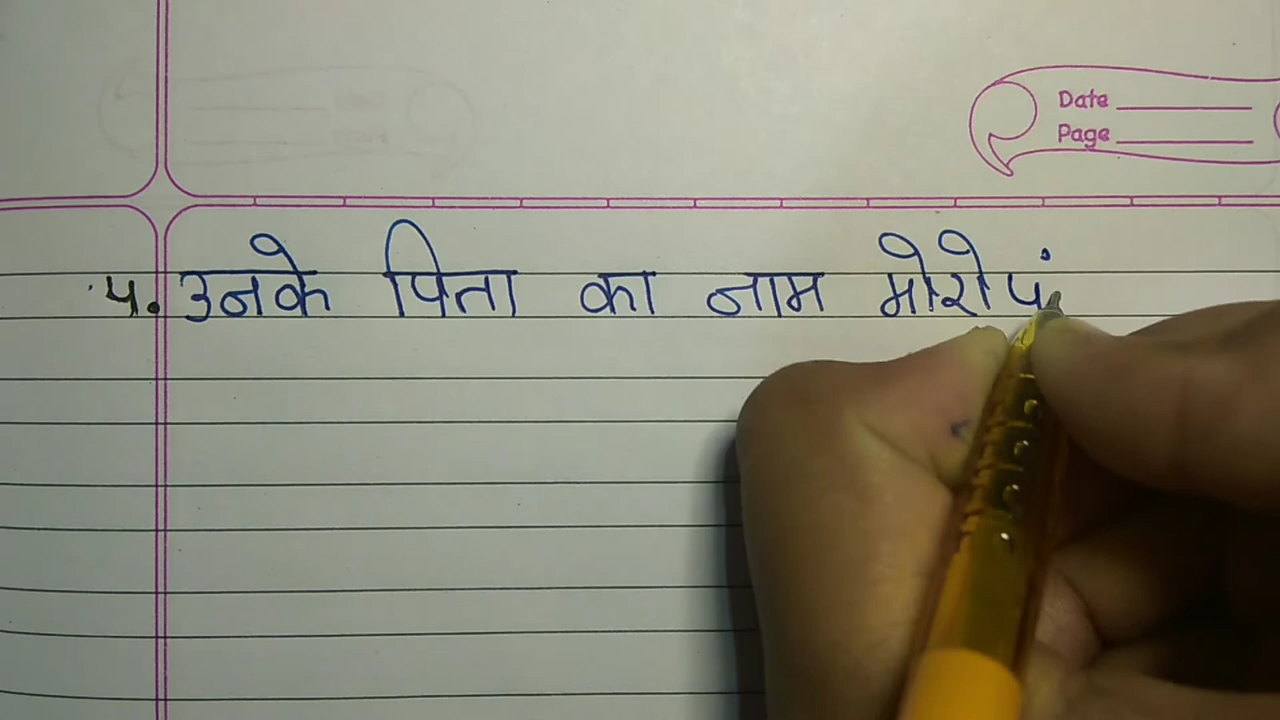 Date
Page
५. उनके पिता का नाम मोरोपं